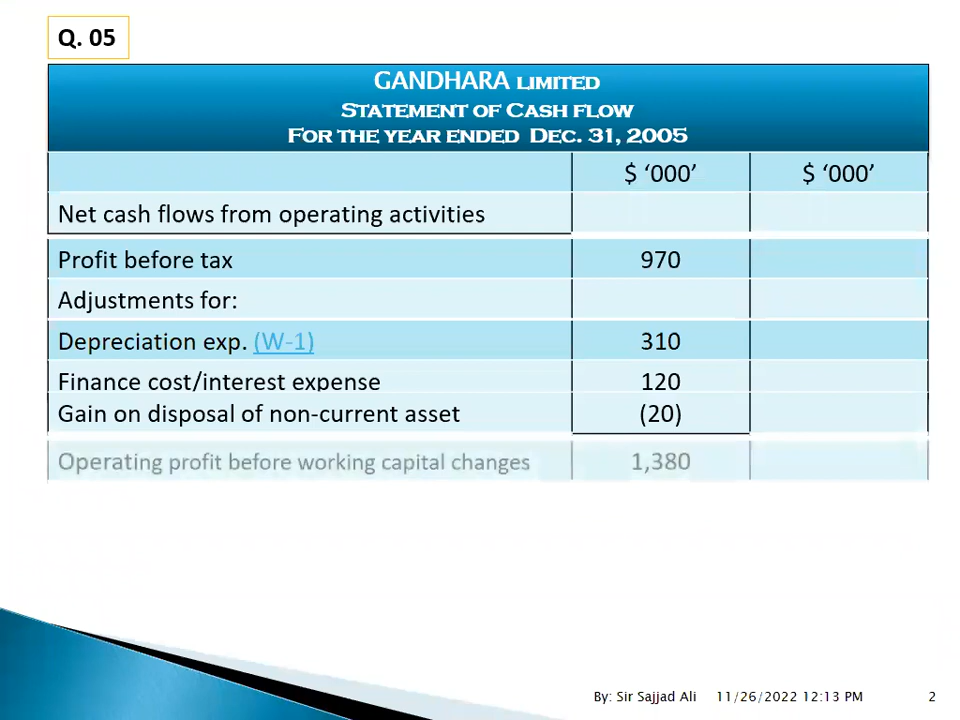 Q. 05
GANDHARA LIMITED
STATEMENT OF CASH FLOW
FOR THE YEAR ENDED DEC. 31, 2005
$ ‘000’ $ ‘000’
Net cash flows from operating activities
Profit before tax 970
Adjustments for:
Depreciation exp. (W-1) 310
Finance cost/interest expense 120
Gain on disposal of non-current asset (20)
Operating profit before working capital changes 1,380
By: Sir Sajjad Ali 11/26/2022 12:13 PM 2